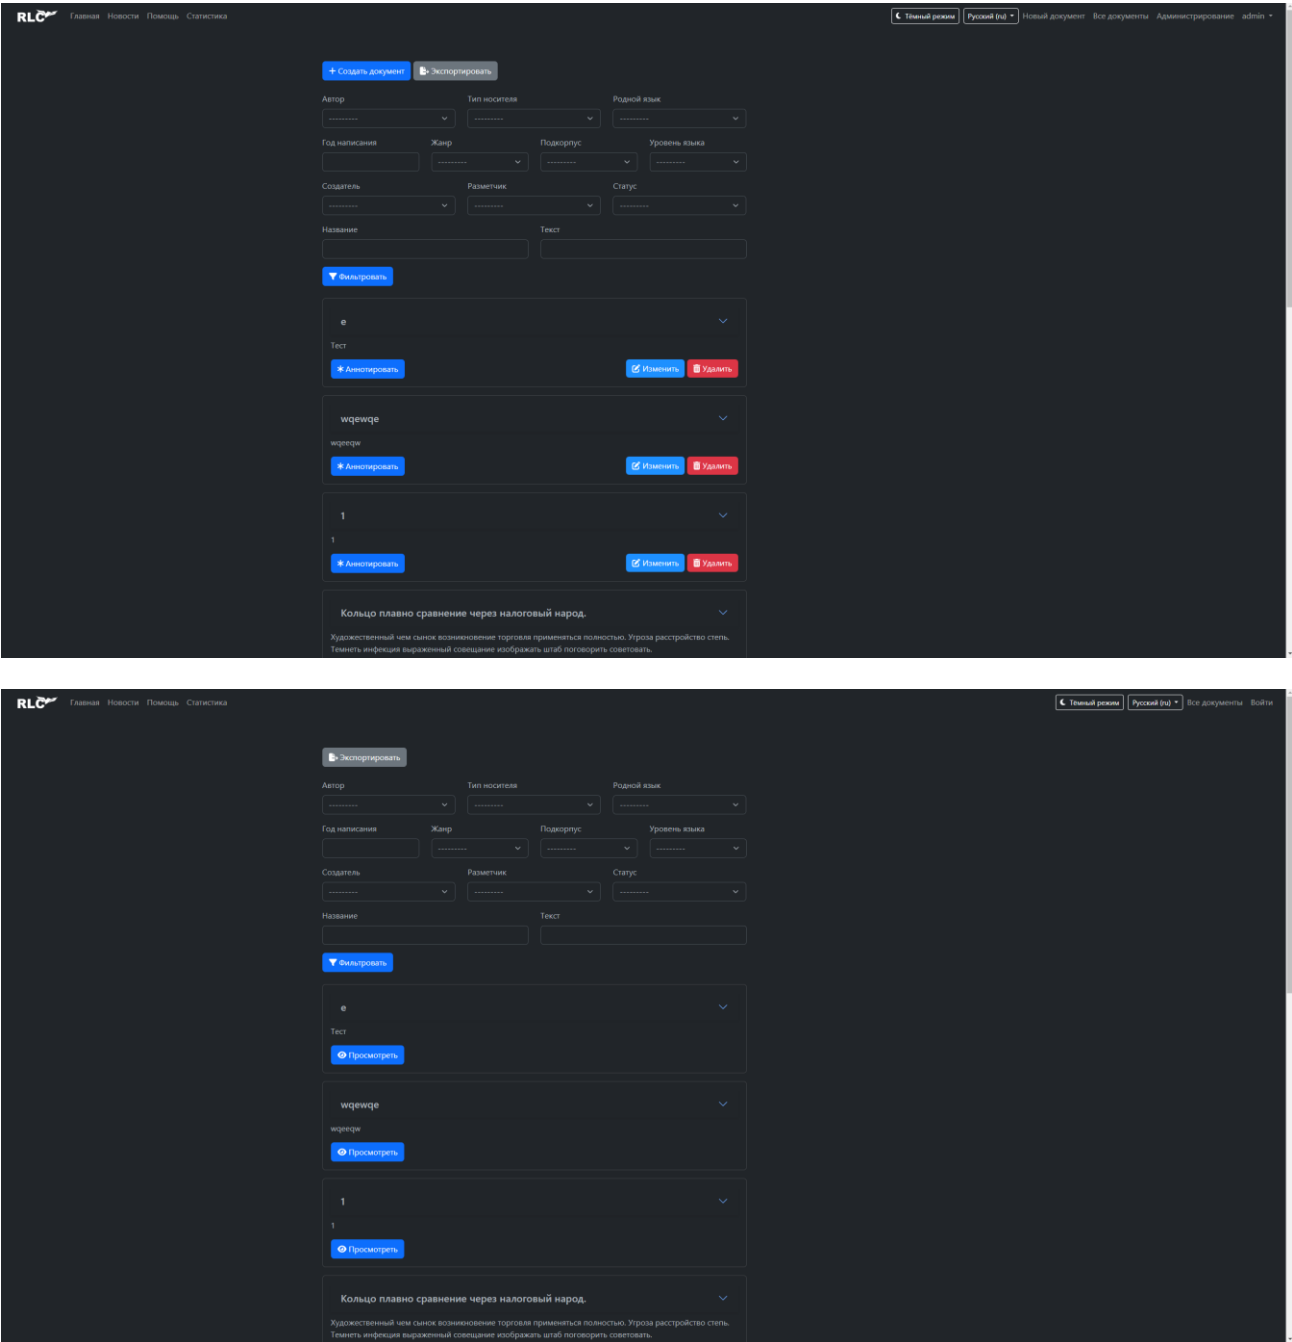 RLC Главная Новости Помощь Статистика Тёмный режим Русский (ru) Новый документ Все документы Администрирование admin
+ Создать документ Экспортировать
Автор Тип носителя Родной язык
--------- --------- ---------
Год написания Жанр Подкорпус Уровень языка
--------- --------- ---------
Создатель Разметчик Статус
--------- --------- ---------
Название Текст
Фильтровать
e
Тест
Аннотировать Изменить Удалить
wqewqe
wqeeqw
Аннотировать Изменить Удалить
1
1
Аннотировать Изменить Удалить
Кольцо плавно сравнение через налоговый народ.
Художественный чем сынок возникновение торговля применяться полностью. Угроза расстройство степь.
Темнеть инфекция выраженный совещание изображать штаб поговорить советовать.
RLC Главная Новости Помощь Статистика Тёмный режим Русский (ru) Все документы Войти
Экспортировать
Автор Тип носителя Родной язык
--------- --------- ---------
Год написания Жанр Подкорпус Уровень языка
--------- --------- ---------
Создатель Разметчик Статус
--------- --------- ---------
Название Текст
Фильтровать
e
Тест
Просмотреть
wqewqe
wqeeqw
Просмотреть
1
1
Просмотреть
Кольцо плавно сравнение через налоговый народ.
Художественный чем сынок возникновение торговля применяться полностью. Угроза расстройство степь.
Темнеть инфекция выраженный совещание изображать штаб поговорить советовать.